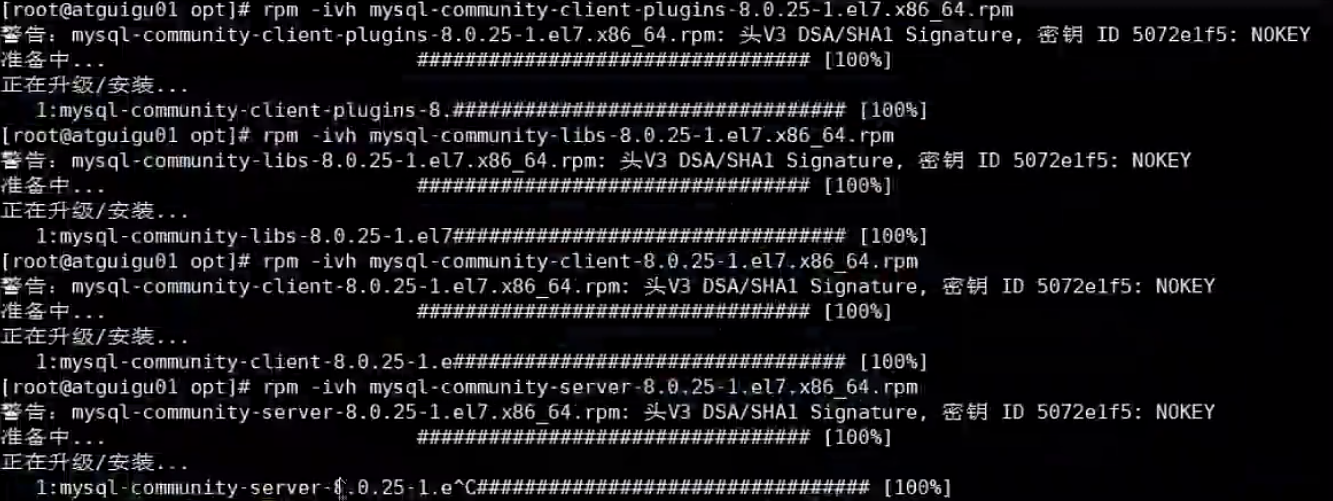 [root@atguigu01 opt]# rpm -ivh mysql-community-client-plugins-8.0.25-1.el7.x86_64.rpm
警告：mysql-community-client-plugins-8.0.25-1.el7.x86_64.rpm: 头V3 DSA/SHA1 Signature, 密钥 ID 5072e1f5: NOKEY
准备中... ################################# [100%]
正在升级/安装...
1:mysql-community-client-plugins-8.################################# [100%]
[root@atguigu01 opt]# rpm -ivh mysql-community-libs-8.0.25-1.el7.x86_64.rpm
警告：mysql-community-libs-8.0.25-1.el7.x86_64.rpm: 头V3 DSA/SHA1 Signature, 密钥 ID 5072e1f5: NOKEY
准备中... ################################# [100%]
正在升级/安装...
1:mysql-community-libs-8.0.25-1.el7################################# [100%]
[root@atguigu01 opt]# rpm -ivh mysql-community-client-8.0.25-1.el7.x86_64.rpm
警告：mysql-community-client-8.0.25-1.el7.x86_64.rpm: 头V3 DSA/SHA1 Signature, 密钥 ID 5072e1f5: NOKEY
准备中... ################################# [100%]
正在升级/安装...
1:mysql-community-client-8.0.25-1.e################################# [100%]
[root@atguigu01 opt]# rpm -ivh mysql-community-server-8.0.25-1.el7.x86_64.rpm
警告：mysql-community-server-8.0.25-1.el7.x86_64.rpm: 头V3 DSA/SHA1 Signature, 密钥 ID 5072e1f5: NOKEY
准备中... ################################# [100%]
正在升级/安装...
1:mysql-community-server-8.0.25-1.e^C################################# [100%]